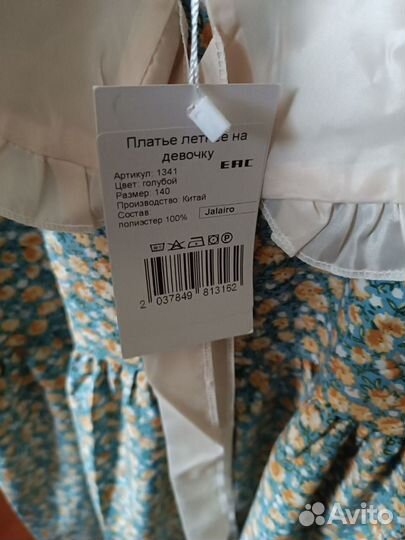 Платье летнее на
девочку
Артикул: 1341
Цвет: голубой
Размер: 140
Производство: Китай
Состав
полиэстер 100%
EAC
Jalairo
2 037849 813152
Avito